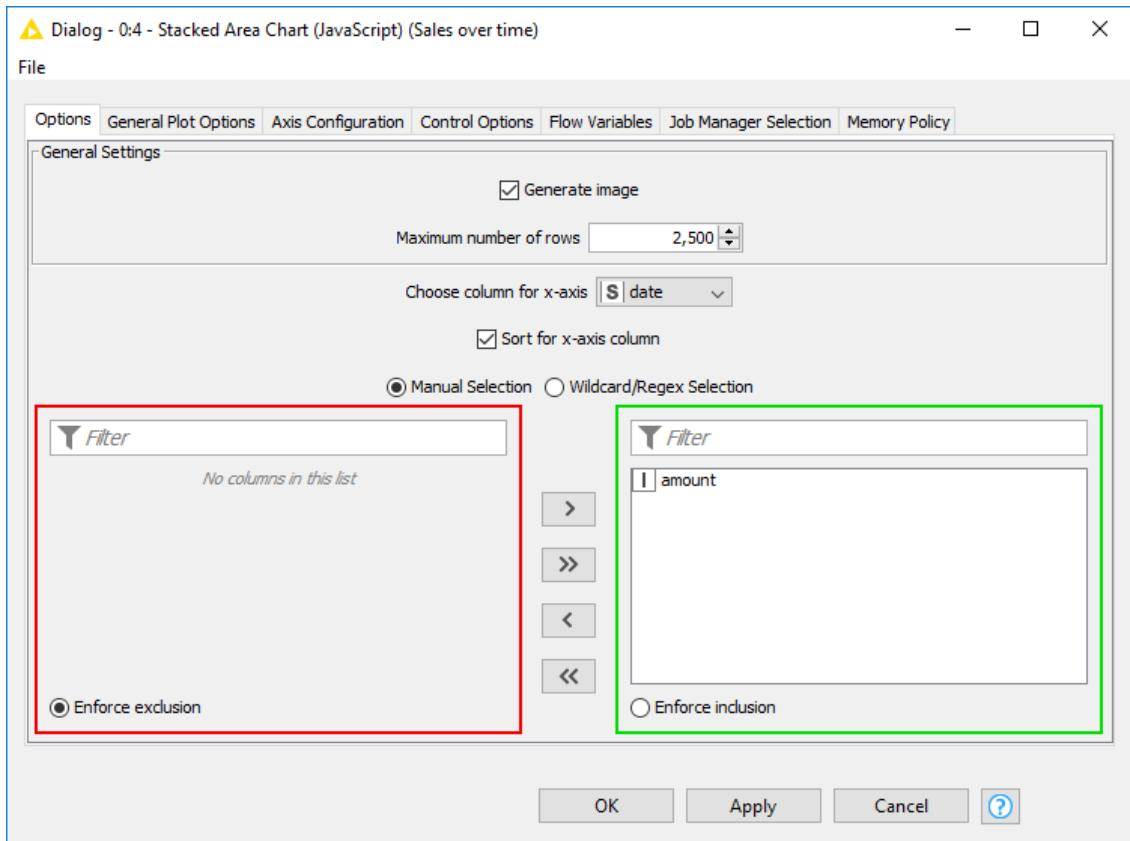 Dialog - 0:4 - Stacked Area Chart (JavaScript) (Sales over time)
File
Options General Plot Options Axis Configuration Control Options Flow Variables Job Manager Selection Memory Policy
General Settings
Generate image
Maximum number of rows 2,500
Choose column for x-axis S date
Sort for x-axis column
Manual Selection Wildcard/Regex Selection
Filter Filter
No columns in this list I amount
>
>>
<
<<
Enforce exclusion Enforce inclusion
OK Apply Cancel ?